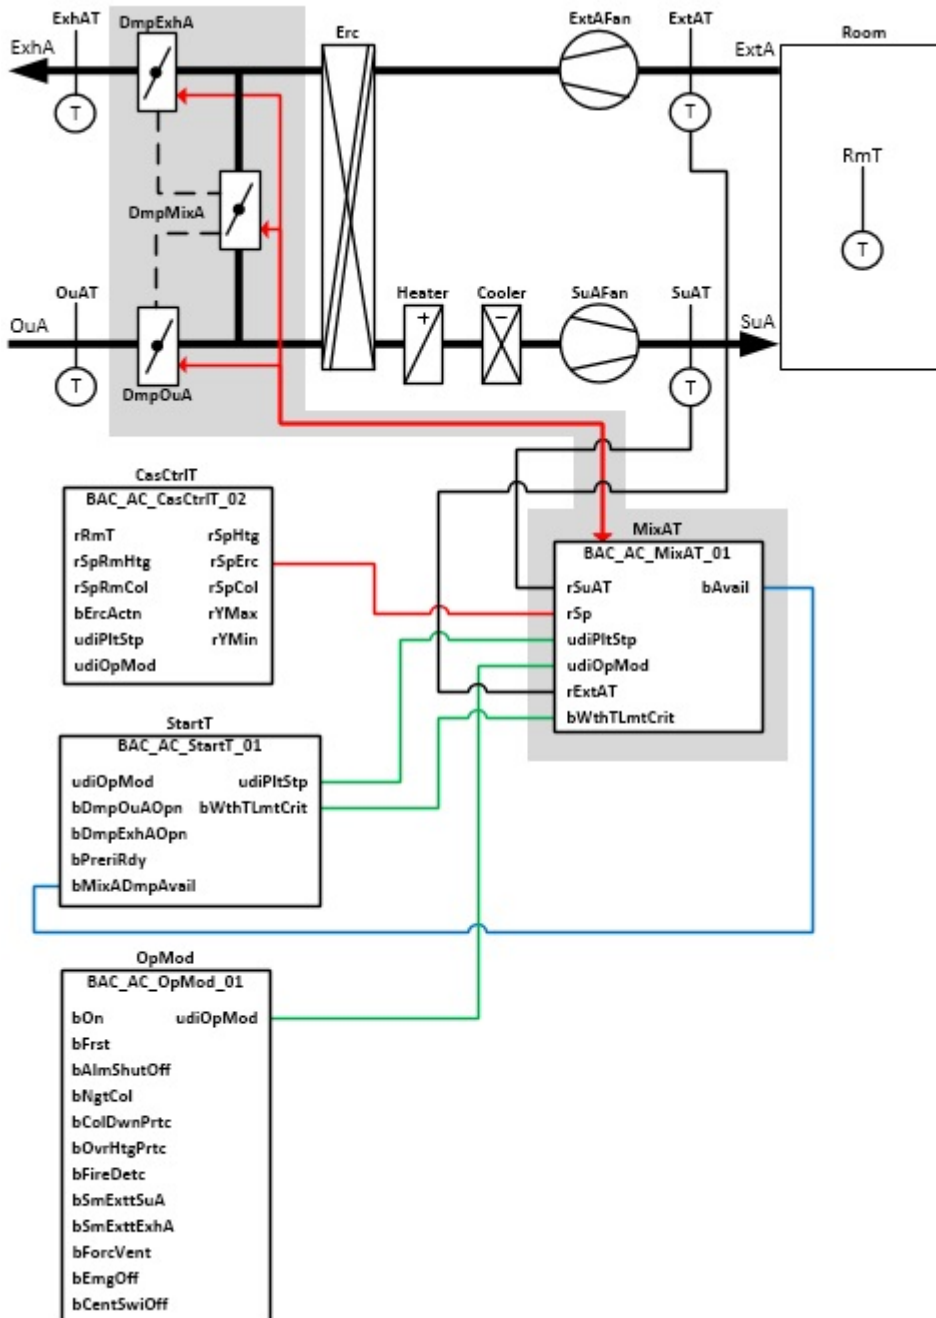 ExhAT
DmpExhA
Erc
ExtAFan
ExtAT
Room
ExhA
ExtA
T
T
RmT
DmpMixA
T
OuAT
Heater
Cooler
SuAFan
SuAT
OuA
+
−
SuA
T
T
DmpOuA
CasCtrlT
BAC_AC_CasCtrlT_02
rRmT rSpHtg
rSpRmHtg rSpErc
rSpRmCol rSpCol
bErcActn rYMax
udiPltStp rYMin
udiOpMod
MixAT
BAC_AC_MixAT_01
rSuAT bAvail
rSp
udiPltStp
udiOpMod
rExtAT
bWthTLmtCrit
StartT
BAC_AC_StartT_01
udiOpMod udiPltStp
bDmpOuAOpn bWthTLmtCrit
bDmpExhAOpn
bPreriRdy
bMixADmpAvail
OpMod
BAC_AC_OpMod_01
bOn udiOpMod
bFrst
bAlmShutOff
bNgtCol
bColDwnPrtc
bOvrHtgPrtc
bFireDetc
bSmExttSuA
bSmExttExhA
bForcVent
bEmgOff
bCentSwiOff